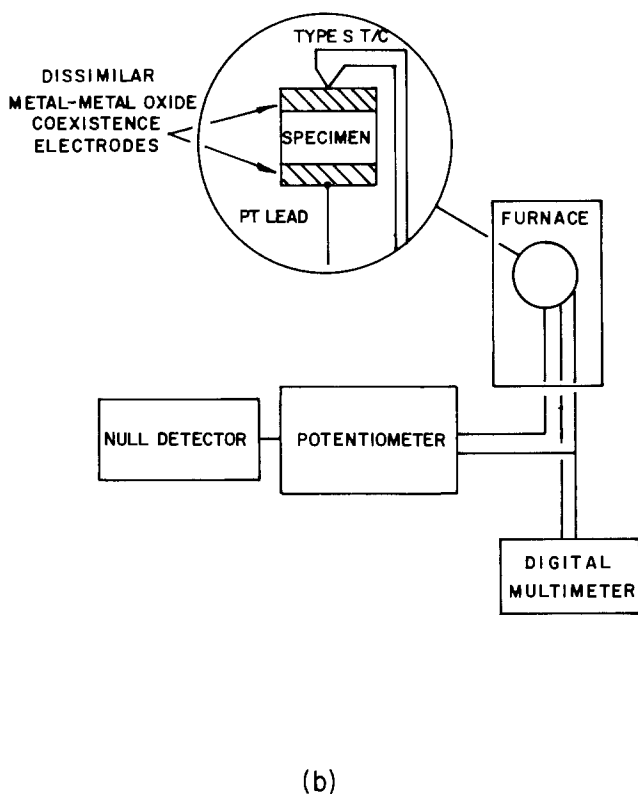 TYPE S T/C
DISSIMILAR
METAL-METAL OXIDE
COEXISTENCE
ELECTRODES
SPECIMEN
PT LEAD
FURNACE
NULL DETECTOR
POTENTIOMETER
DIGITAL
MULTIMETER
(b)